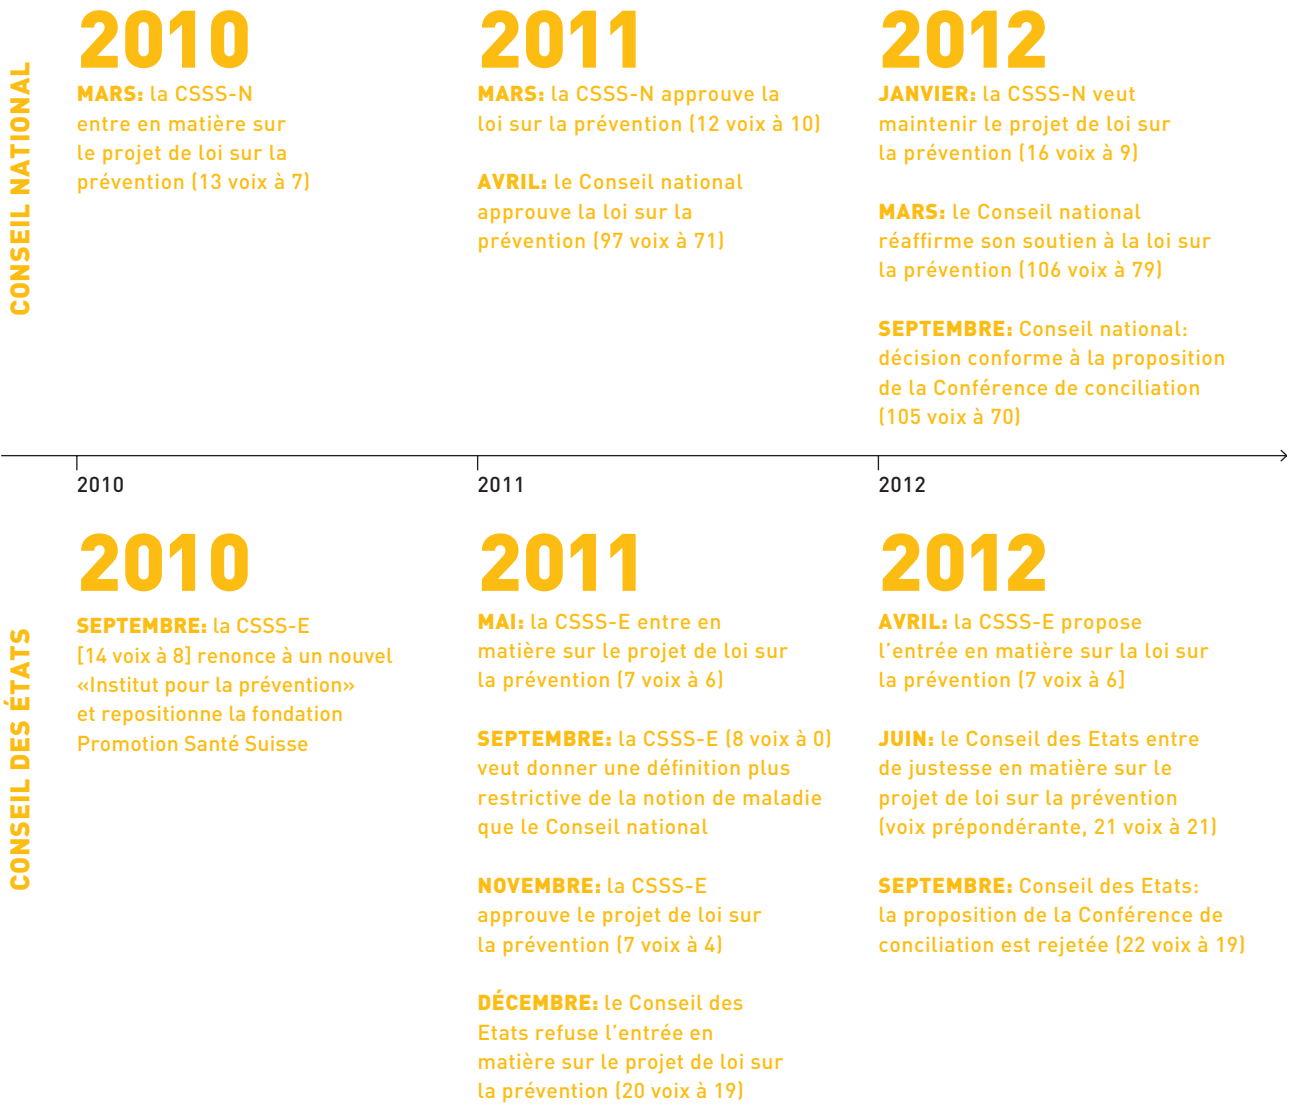 CONSEIL NATIONAL
2010
MARS: la CSSS-N
entre en matière sur
le projet de loi sur la
prévention (13 voix à 7)
2011
MARS: la CSSS-N approuve la
loi sur la prévention (12 voix à 10)
AVRIL: le Conseil national
approuve la loi sur la
prévention (97 voix à 71)
2012
JANVIER: la CSSS-N veut
maintenir le projet de loi sur
la prévention (16 voix à 9)
MARS: le Conseil national
réaffirme son soutien à la loi sur
la prévention (106 voix à 79)
SEPTEMBRE: Conseil national:
décision conforme à la proposition
de la Conférence de conciliation
(105 voix à 70)
2010
2011
2012
CONSEIL DES ÉTATS
2010
SEPTEMBRE: la CSSS-E
[14 voix à 8] renonce à un nouvel
«Institut pour la prévention»
et repositionne la fondation
Promotion Santé Suisse
2011
MAI: la CSSS-E entre en
matière sur le projet de loi sur
la prévention (7 voix à 6)
SEPTEMBRE: la CSSS-E (8 voix à 0)
veut donner une définition plus
restrictive de la notion de maladie
que le Conseil national
NOVEMBRE: la CSSS-E
approuve le projet de loi sur
la prévention (7 voix à 4)
DÉCEMBRE: le Conseil des
Etats refuse l'entrée en
matière sur le projet de loi sur
la prévention (20 voix à 19)
2012
AVRIL: la CSSS-E propose
l'entrée en matière sur la loi sur
la prévention (7 voix à 6]
JUIN: le Conseil des Etats entre
de justesse en matière sur le
projet de loi sur la prévention
(voix prépondérante, 21 voix à 21)
SEPTEMBRE: Conseil des Etats:
la proposition de la Conférence de
conciliation est rejetée (22 voix à 19)